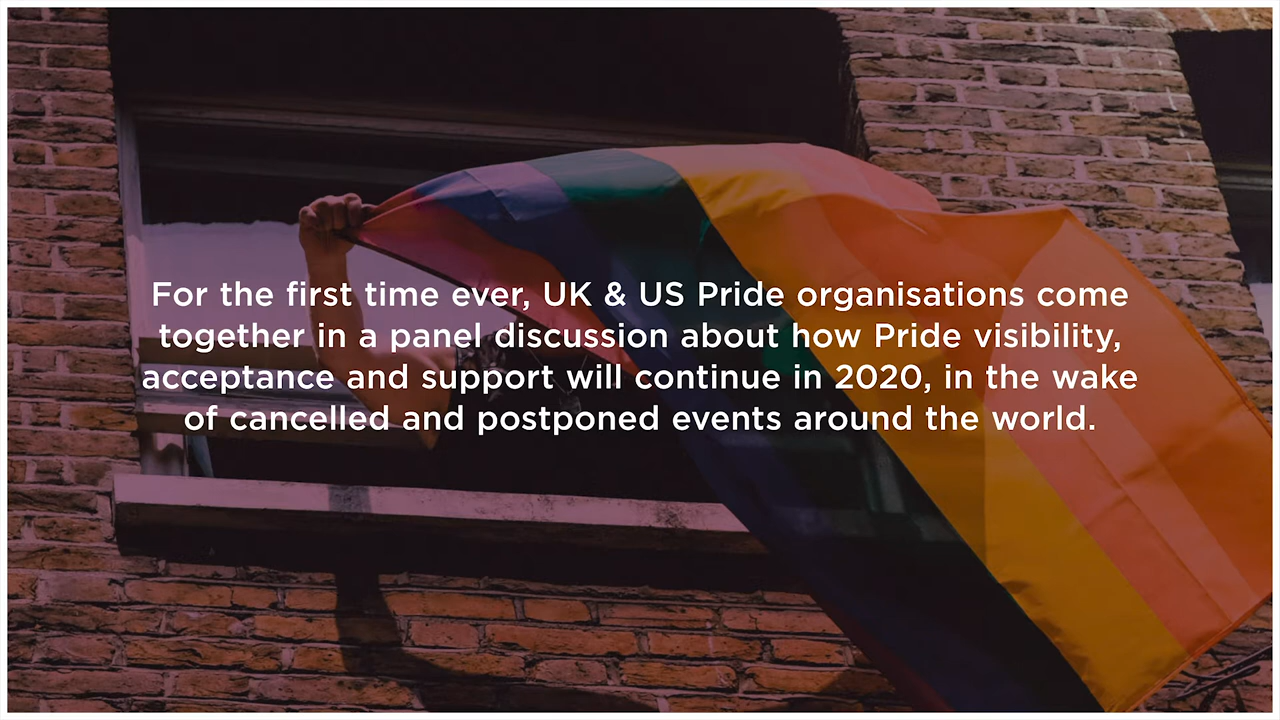 For the first time ever, UK & US Pride organisations come
together in a panel discussion about how Pride visibility,
acceptance and support will continue in 2020, in the wake
of cancelled and postponed events around the world.